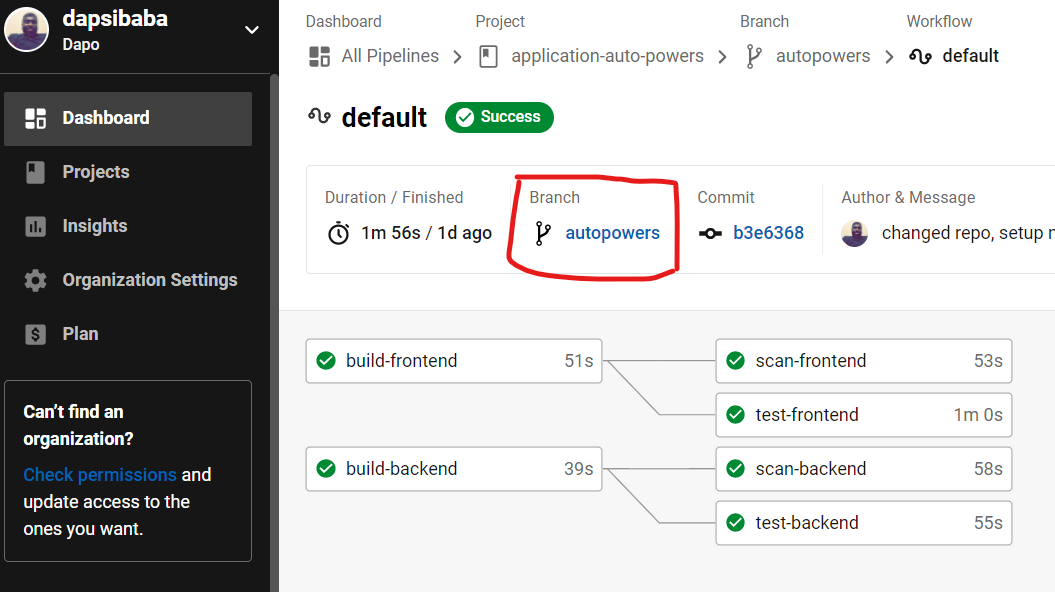 dapsibaba
Dapo
Dashboard
Projects
Insights
Organization Settings
Plan
Can't find an
organization?
Check permissions and
update access to the
ones you want.
Dashboard Project Branch Workflow
All Pipelines > application-auto-powers > autopowers > default
default Success
Duration / Finished Branch Commit Author & Message
1m 56s / 1d ago autopowers b3e6368 changed repo, setup
build-frontend 51s scan-frontend 53s
test-frontend 1m 0s
build-backend 39s scan-backend 58s
test-backend 55s